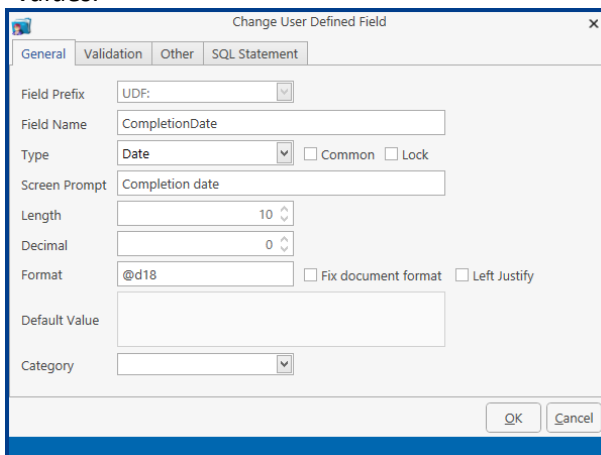 values.
Change User Defined Field
General Validation Other SQL Statement
Field Prefix UDF:
Field Name CompletionDate
Type Date Common Lock
Screen Prompt Completion date
Length 10
Decimal 0
Format @d18 Fix document format Left Justify
Default Value
Category
OK Cancel